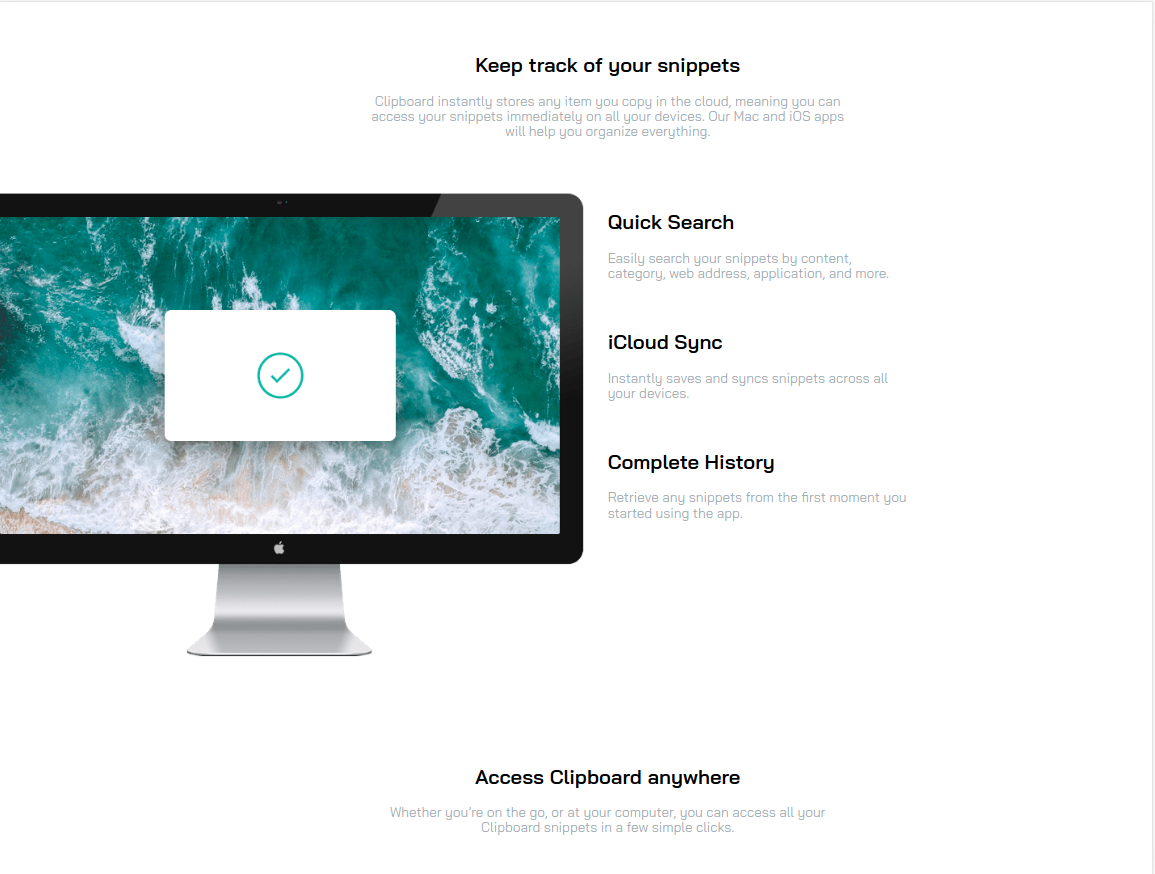 Keep track of your snippets
Clipboard instantly stores any item you copy in the cloud, meaning you can
access your snippets immediately on all your devices. Our Mac and iOS apps
will help you organize everything.
Quick Search
Easily search your snippets by content,
category, web address, application, and more.
iCloud Sync
Instantly saves and syncs snippets across all
your devices.
Complete History
Retrieve any snippets from the first moment you
started using the app.
Access Clipboard anywhere
Whether you’re on the go, or at your computer, you can access all your
Clipboard snippets in a few simple clicks.